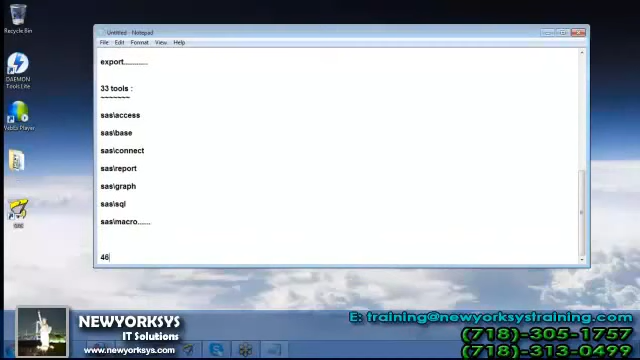 Recycle Bin
DAEMON
Tools Lite
WebEx Player
Untitled - Notepad
File Edit Format View Help
export...........
33 tools :
~~~~~~~
sas\access
sas\base
sas\connect
sas\report
sas\graph
sas\sql
sas\macro......
46
NEWYORKSYS
IT Solutions
www.newyorksys.com
E: training@newyorksystraining.com
(718)-305-1757
(718)-313-0499